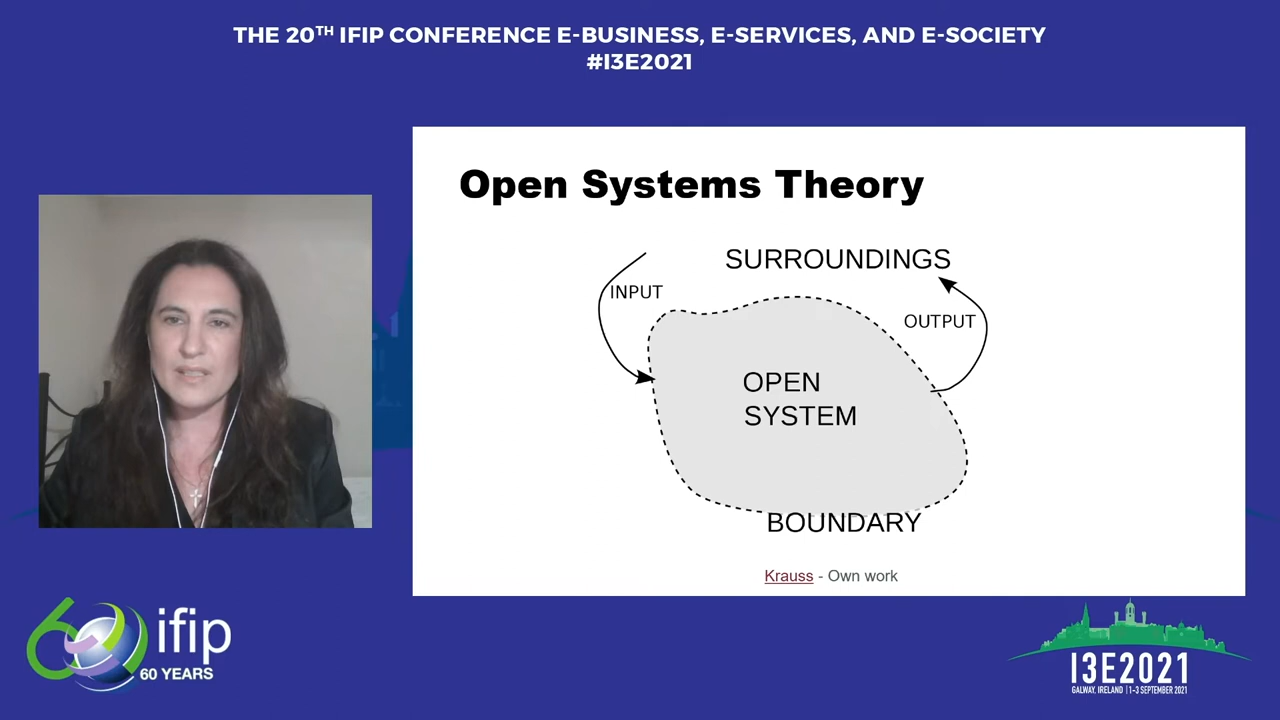 THE 20TH IFIP CONFERENCE E-BUSINESS, E-SERVICES, AND E-SOCIETY
#I3E2021
Open Systems Theory
SURROUNDINGS
INPUT
OUTPUT
OPEN
SYSTEM
BOUNDARY
Krauss - Own work
60 ifip
60 YEARS
I3E2021
GALWAY, IRELAND | 1-3 SEPTEMBER 2021